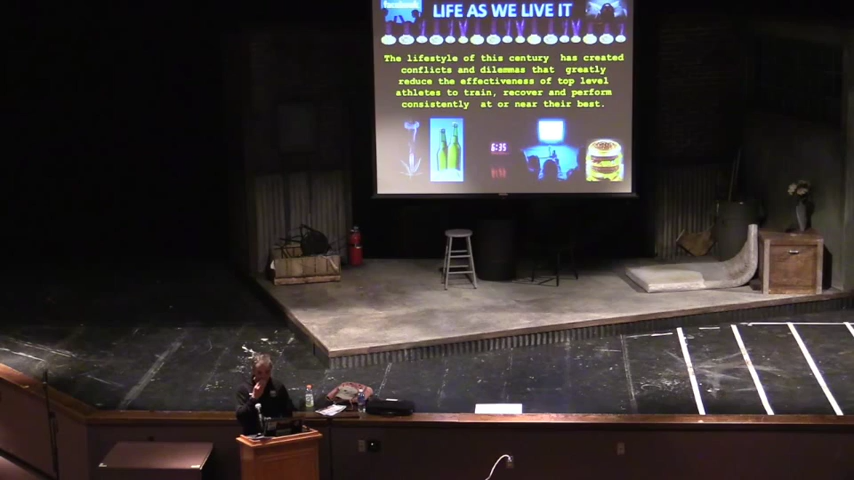 facebook
LIFE AS WE LIVE IT
The lifestyle of this century has created
conflicts and dilemmas that greatly
reduce the effectiveness of top level
athletes to train, recover and perform
consistently at or near their best.
6:35